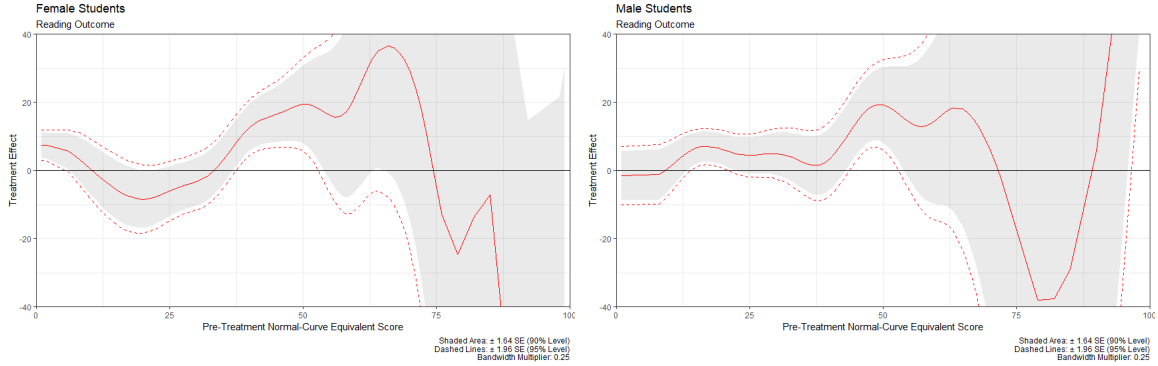 Female Students
Reading Outcome
40
20
0
-20
-40
Treatment Effect
0
25
50
75
100
Pre-Treatment Normal-Curve Equivalent Score
Shaded Area: ± 1.64 SE (90% Level)
Dashed Lines: ± 1.96 SE (95% Level)
Bandwidth Multiplier: 0.25
Male Students
Reading Outcome
40
20
0
-20
-40
Treatment Effect
0
25
50
75
100
Pre-Treatment Normal-Curve Equivalent Score
Shaded Area: ± 1.64 SE (90% Level)
Dashed Lines: ± 1.96 SE (95% Level)
Bandwidth Multiplier: 0.25